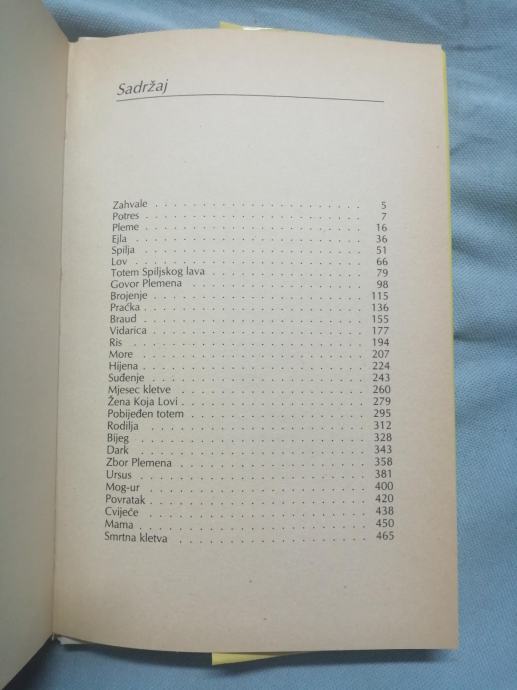 Sadržaj
Zahvale . . . . . . . . . . . . . . . . . . . . 5
Potres . . . . . . . . . . . . . . . . . . . . 7
Pleme . . . . . . . . . . . . . . . . . . . . 16
Ejla . . . . . . . . . . . . . . . . . . . . 36
Spilja . . . . . . . . . . . . . . . . . . . . 51
Lov . . . . . . . . . . . . . . . . . . . . 66
Totem Spiljskog lava . . . . . . . . . . . . . . 79
Govor Plemena . . . . . . . . . . . . . . . . 98
Brojenje . . . . . . . . . . . . . . . . . . . 115
Praćka . . . . . . . . . . . . . . . . . . . . 136
Braud . . . . . . . . . . . . . . . . . . . . 155
Vidarica . . . . . . . . . . . . . . . . . . . 177
Ris . . . . . . . . . . . . . . . . . . . . 194
More . . . . . . . . . . . . . . . . . . . . 207
Hijena . . . . . . . . . . . . . . . . . . . . 224
Suđenje . . . . . . . . . . . . . . . . . . . 243
Mjesec kletve . . . . . . . . . . . . . . . . . 260
Žena Koja Lovi . . . . . . . . . . . . . . . . 279
Pobijeđen totem . . . . . . . . . . . . . . . . 295
Rodilja . . . . . . . . . . . . . . . . . . . . 312
Bijeg . . . . . . . . . . . . . . . . . . . . 328
Dark . . . . . . . . . . . . . . . . . . . . 343
Zbor Plemena . . . . . . . . . . . . . . . . . 358
Ursus . . . . . . . . . . . . . . . . . . . . 381
Mog-ur . . . . . . . . . . . . . . . . . . . . 400
Povratak . . . . . . . . . . . . . . . . . . . 420
Cvijeće . . . . . . . . . . . . . . . . . . . . 438
Mama . . . . . . . . . . . . . . . . . . . . 450
Smrtna kletva . . . . . . . . . . . . . . . . . 465